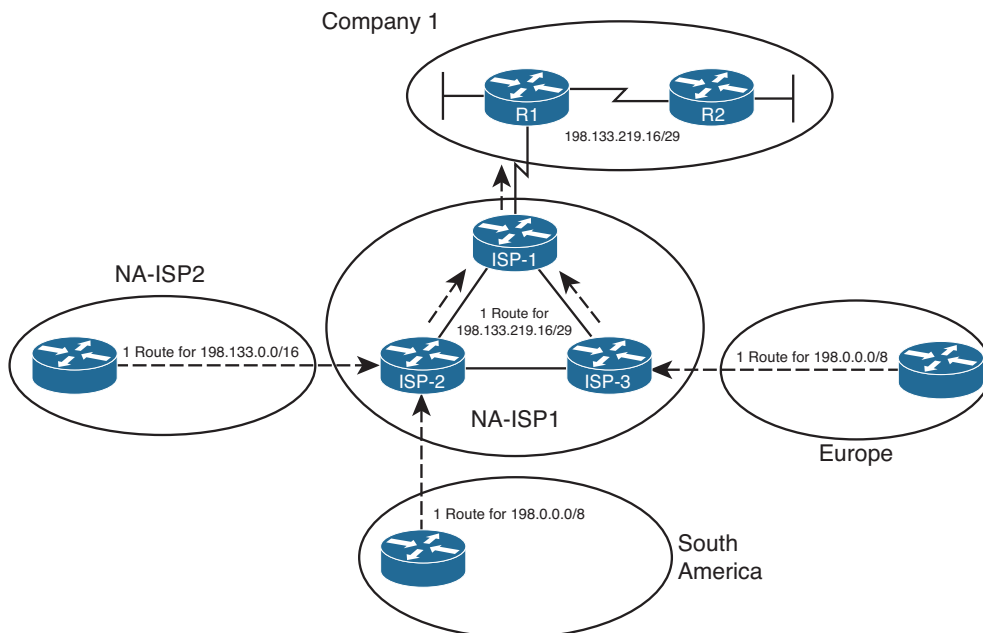 Company 1
R1
R2
198.133.219.16/29
ISP-1
NA-ISP2
1 Route for
198.133.219.16/29
1 Route for 198.133.0.0/16
1 Route for 198.0.0.0/8
ISP-2
ISP-3
NA-ISP1
Europe
1 Route for 198.0.0.0/8
South
America